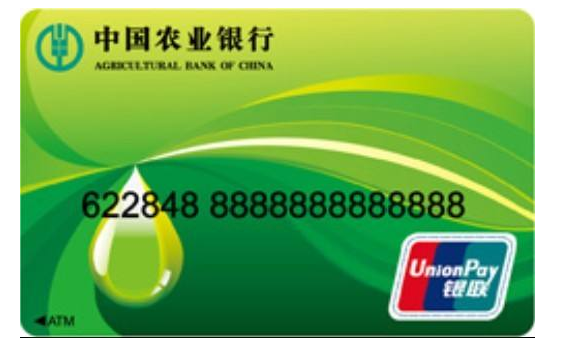 中国农业银行
AGRICULTURAL BANK OF CHINA
622848 8888888888888
UnionPay
银联
◄ATM